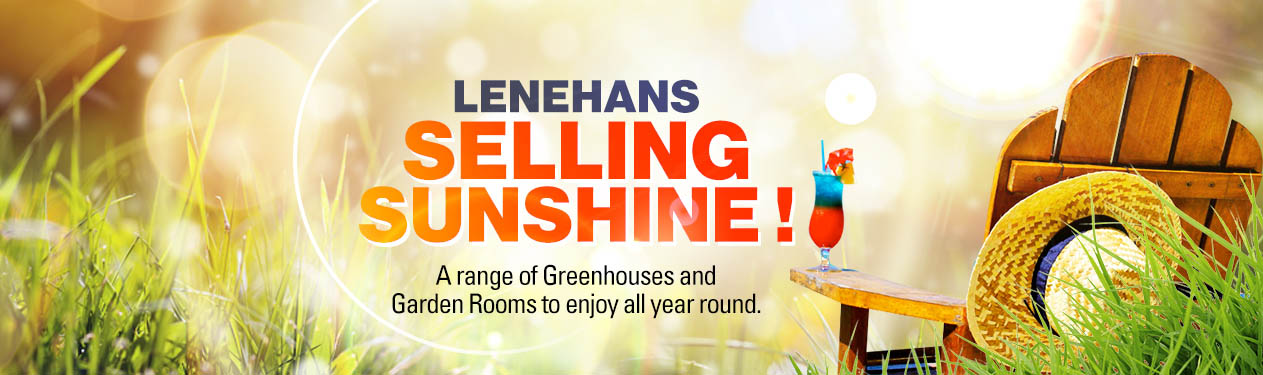 LENEHANS
SELLING
SUNSHINE !
A range of Greenhouses and
Garden Rooms to enjoy all year round.